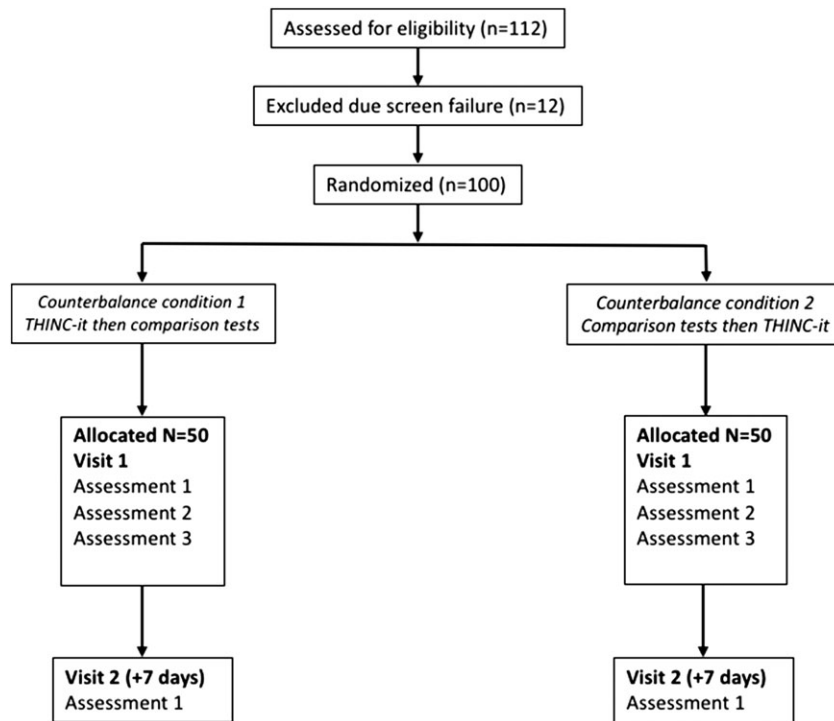 Assessed for eligibility (n=112)
Excluded due screen failure (n=12)
Randomized (n=100)
Counterbalance condition 1
THINC-it then comparison tests
Counterbalance condition 2
Comparison tests then THINC-it
Allocated N=50
Visit 1
Assessment 1
Assessment 2
Assessment 3
Allocated N=50
Visit 1
Assessment 1
Assessment 2
Assessment 3
Visit 2 (+7 days)
Assessment 1
Visit 2 (+7 days)
Assessment 1